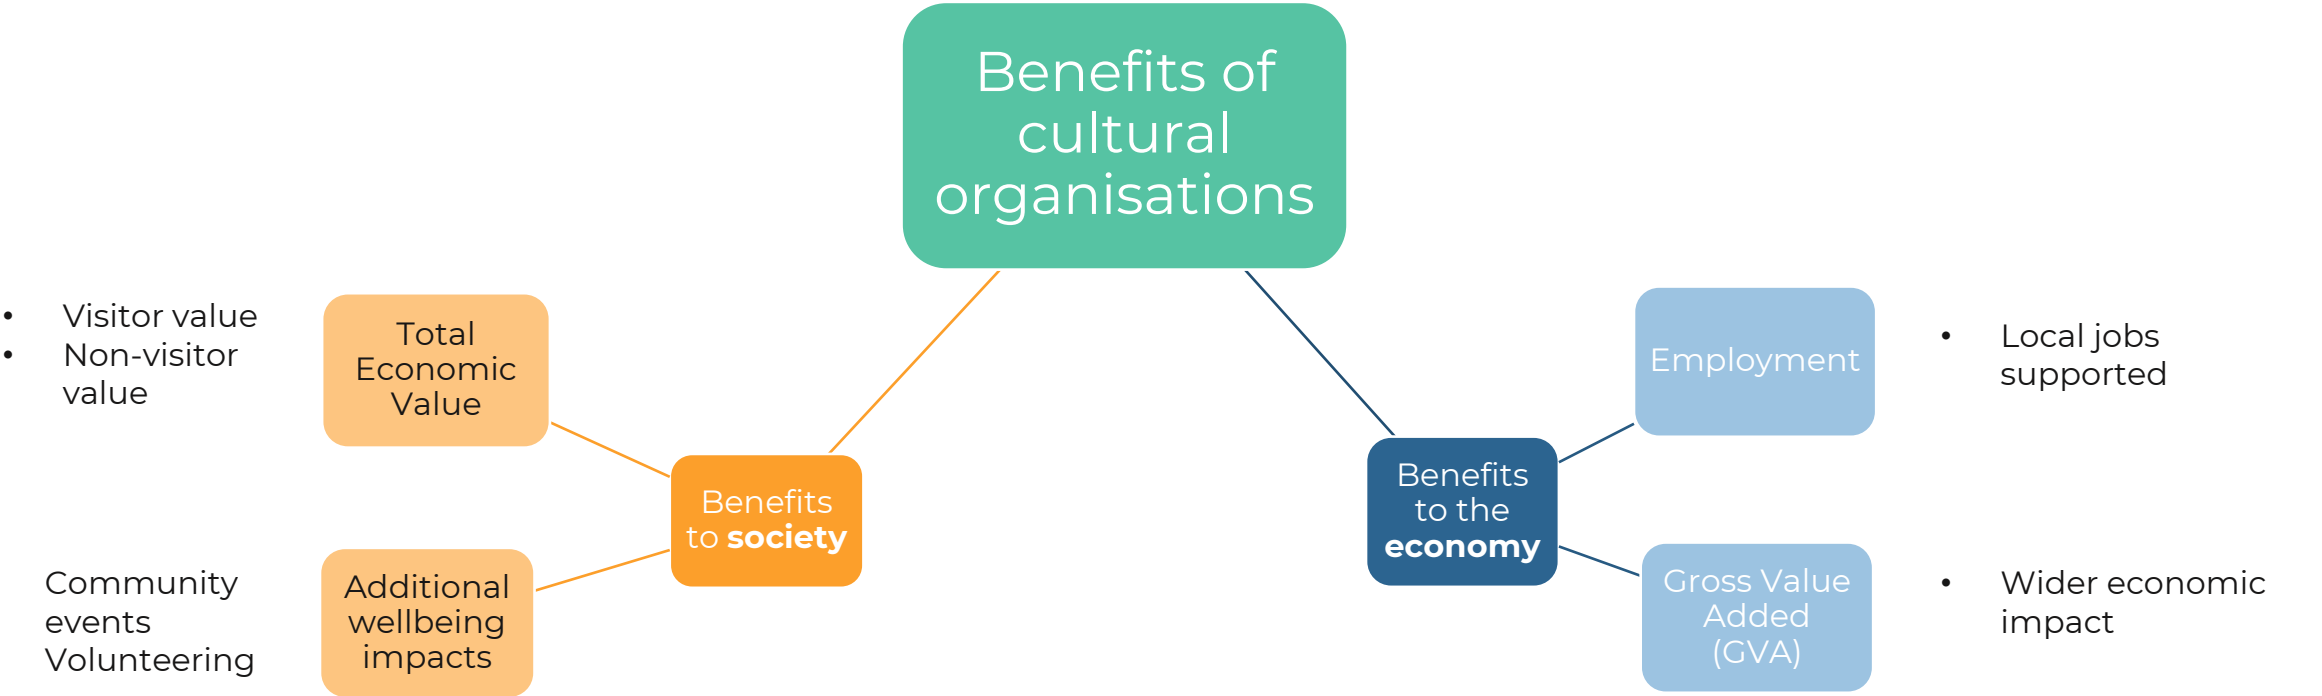 Benefits of
cultural
organisations
• Visitor value
• Non-visitor
value
Total
Economic
Value
Benefits
to society
Community
events
Volunteering
Additional
wellbeing
impacts
Employment
• Local jobs
supported
Benefits
to the
economy
Gross Value
Added
(GVA)
• Wider economic
impact